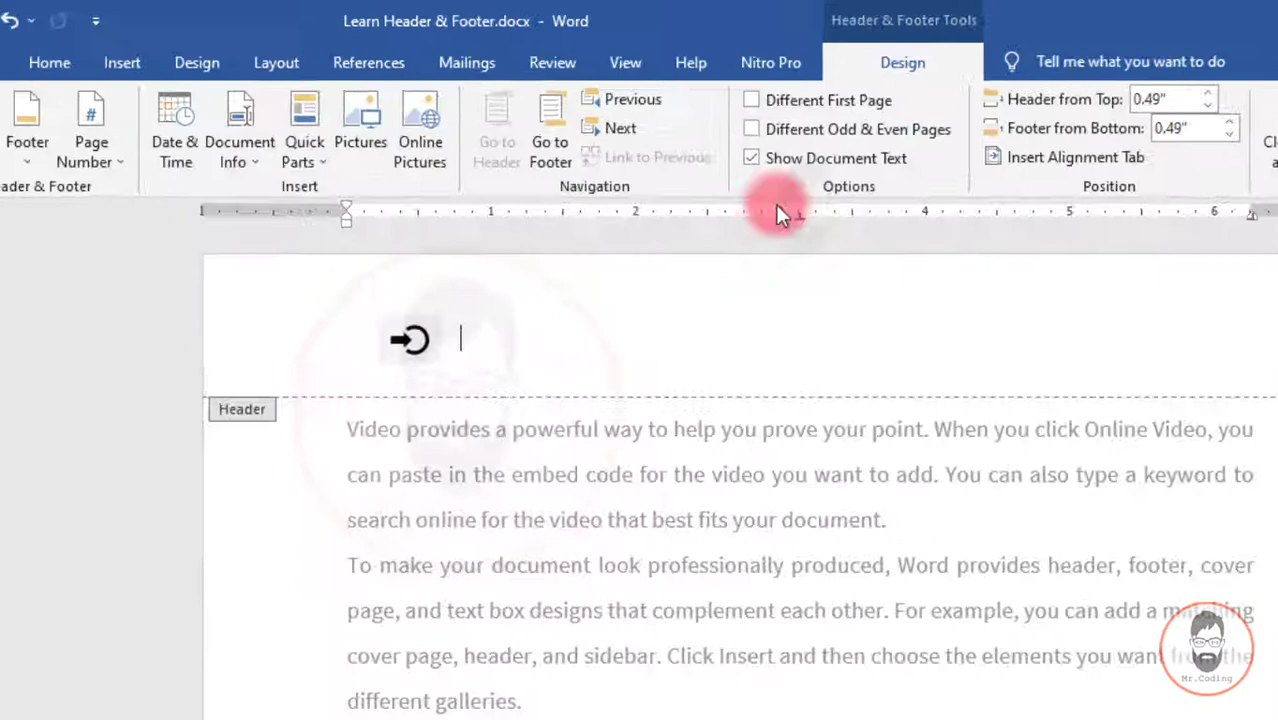 Learn Header & Footer.docx - Word
Header & Footer Tools
Home Insert Design Layout References Mailings Review View Help Nitro Pro Design Tell me what you want to do
Footer
Page Number
Date & Time
Document Info
Quick Parts
Pictures
Online Pictures
Go to Header
Go to Footer
Previous
Next
Link to Previous
Different First Page
Different Odd & Even Pages
Show Document Text
Header from Top: 0.49"
Footer from Bottom: 0.49"
Insert Alignment Tab
ader & Footer Insert Navigation Options Position
1 1 2 4 5 6
Header
Video provides a powerful way to help you prove your point. When you click Online Video, you
can paste in the embed code for the video you want to add. You can also type a keyword to
search online for the video that best fits your document.
To make your document look professionally produced, Word provides header, footer, cover
page, and text box designs that complement each other. For example, you can add a matching
cover page, header, and sidebar. Click Insert and then choose the elements you want from the
different galleries.
Mr.Coding